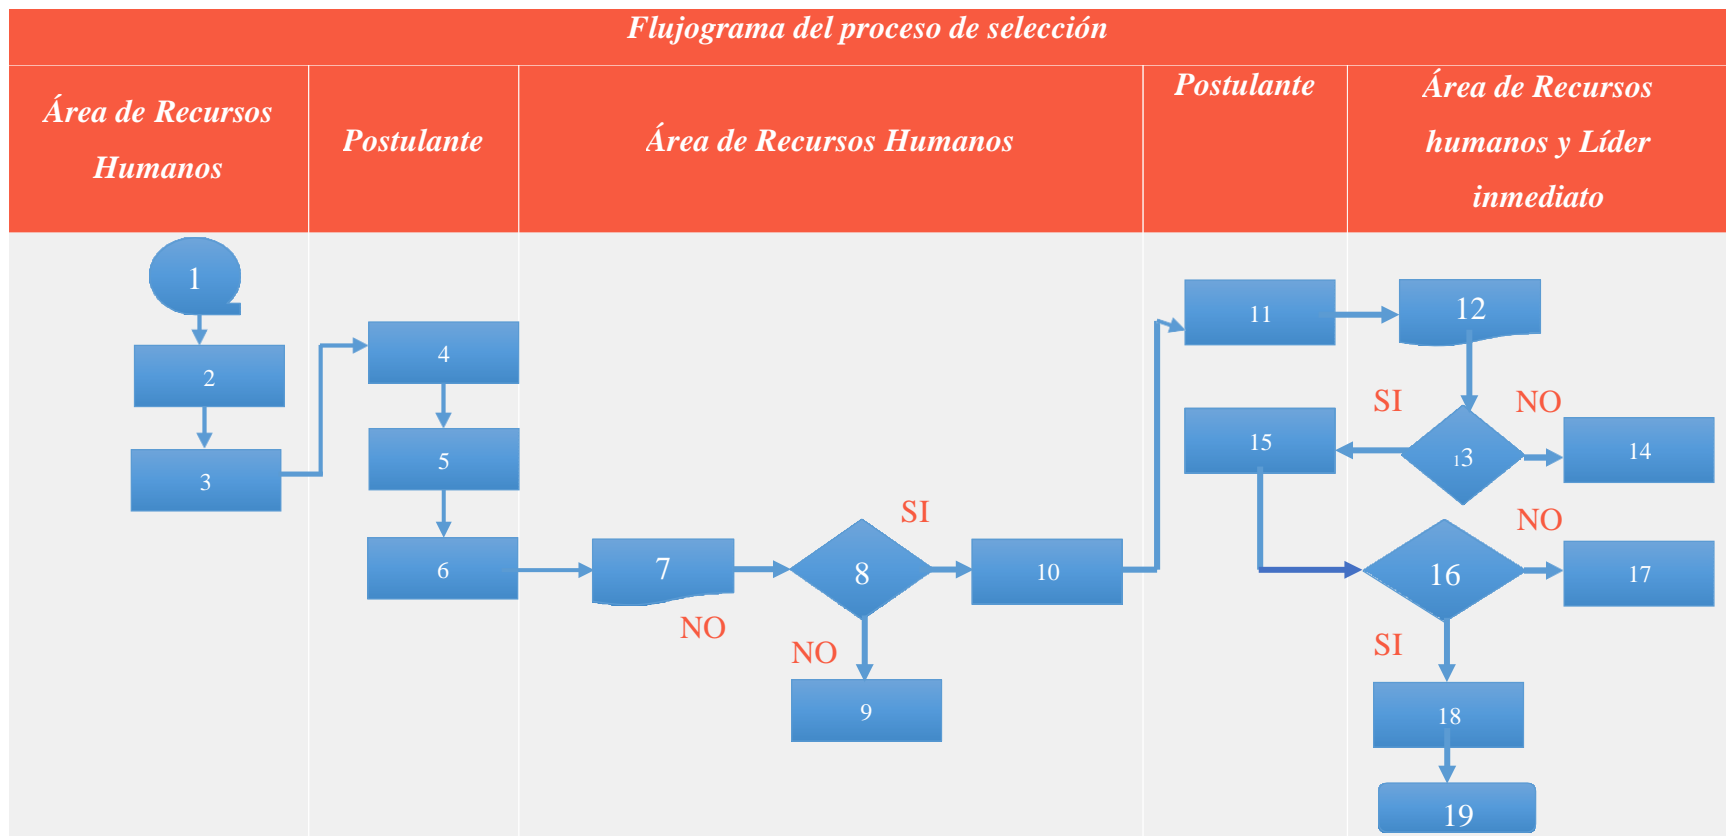 Flujograma del proceso de selección
Área de Recursos
Humanos
Postulante
Área de Recursos Humanos
Postulante
Área de Recursos
humanos y Líder
inmediato
1
2
3
4
5
6
7
NO
8
SI
NO
9
10
11
12
SI
NO
13
14
15
NO
16
17
SI
18
19